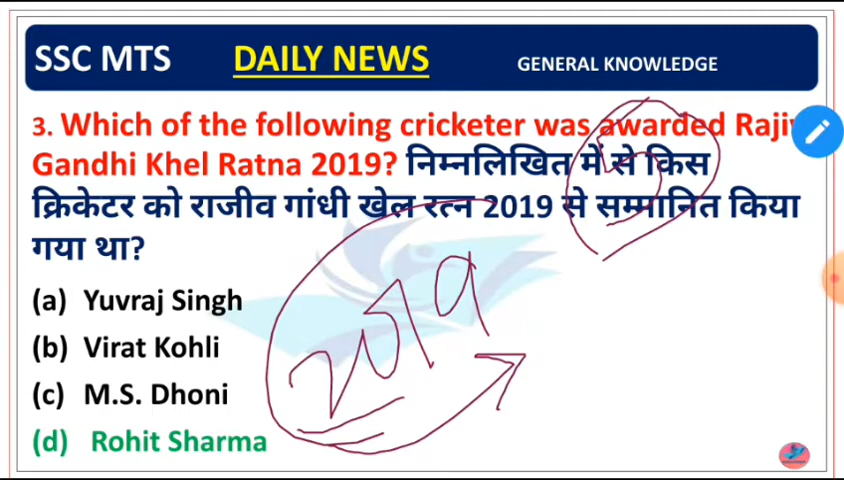 SSC MTS DAILY NEWS GENERAL KNOWLEDGE
3. Which of the following cricketer was awarded Rajiv
Gandhi Khel Ratna 2019? निम्नलिखित में से किस
क्रिकेटर को राजीव गांधी खेल रत्न 2019 से सम्मानित किया
गया था?
(a) Yuvraj Singh
(b) Virat Kohli
(c) M.S. Dhoni
(d) Rohit Sharma
2019